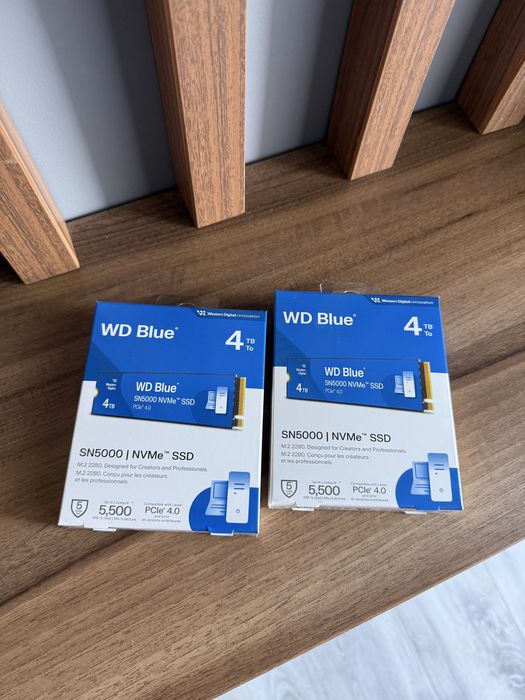 Western Digital innovation
WD Blue
4 TB
To
WD Blue
SN5000 NVMe™ SSD
PCIe® 4.0
4TB
SN5000 | NVMe™ SSD
M.2 2280. Designed for Creators and Professionals.
M.2 2280. Conçu pour les créateurs
et les professionnels
5
5,500
PCIe® 4.0
Western Digital innovation
WD Blue
4 TB
To
WD Blue
SN5000 NVMe™ SSD
PCIe® 4.0
4TB
SN5000 | NVMe™ SSD
M.2 2280. Designed for Creators and Professionals.
M.2 2280. Conçu pour les créateurs
et les professionnels
5
5,500
PCIe® 4.0